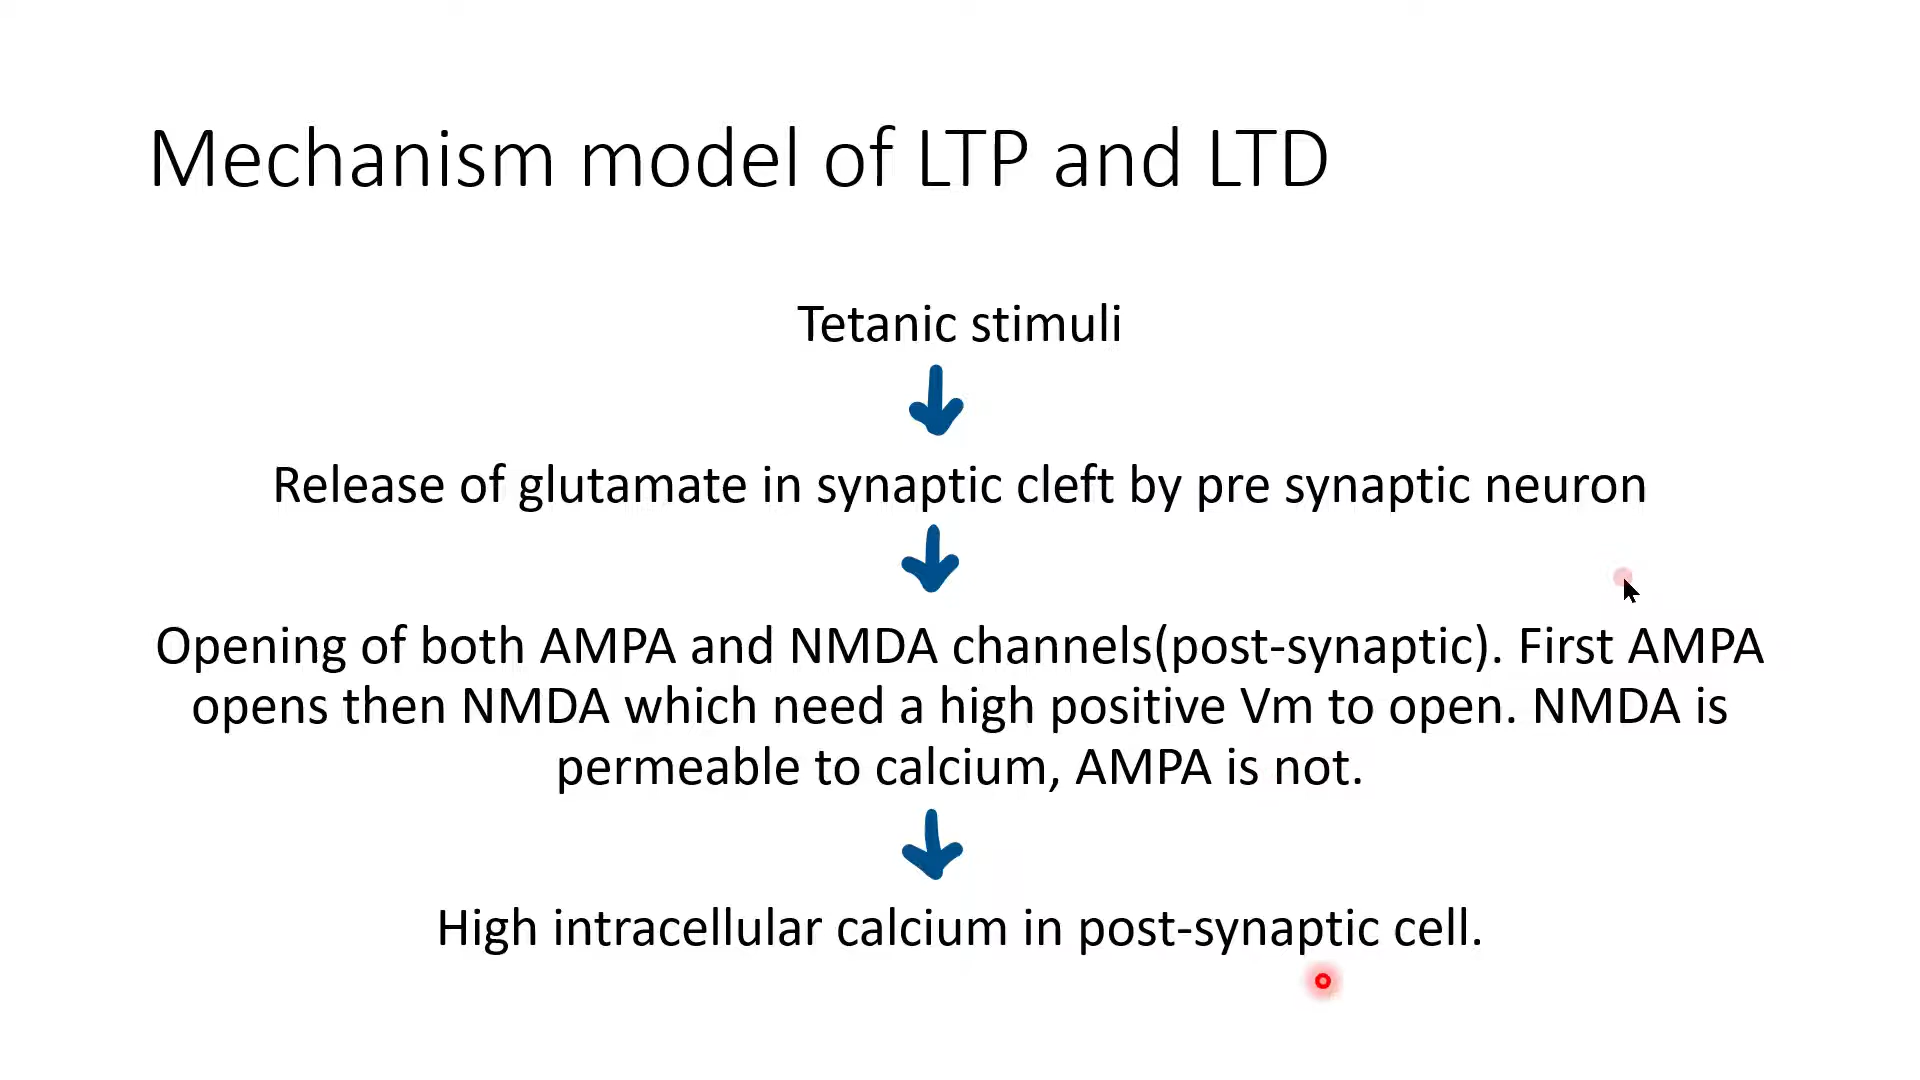 Mechanism model of LTP and LTD
Tetanic stimuli
Release of glutamate in synaptic cleft by pre synaptic neuron
Opening of both AMPA and NMDA channels(post-synaptic). First AMPA
opens then NMDA which need a high positive Vm to open. NMDA is
permeable to calcium, AMPA is not.
High intracellular calcium in post-synaptic cell.